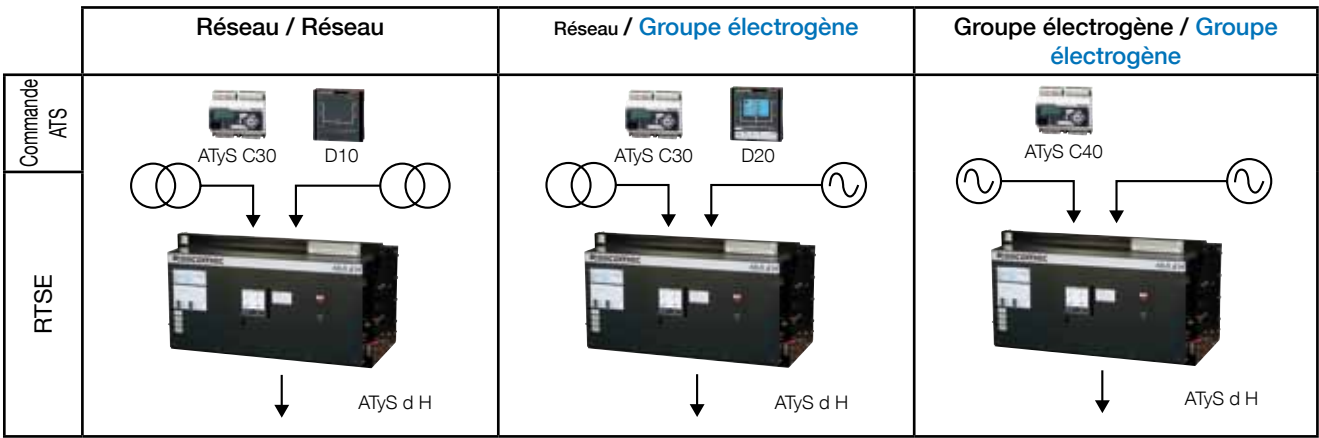 Réseau / Réseau
Réseau / Groupe électrogène
Groupe électrogène / Groupe
électrogène
Commande
ATS
ATyS C30
D10
ATyS C30
D20
ATyS C40
RTSE
ATyS d H
ATyS d H
ATyS d H